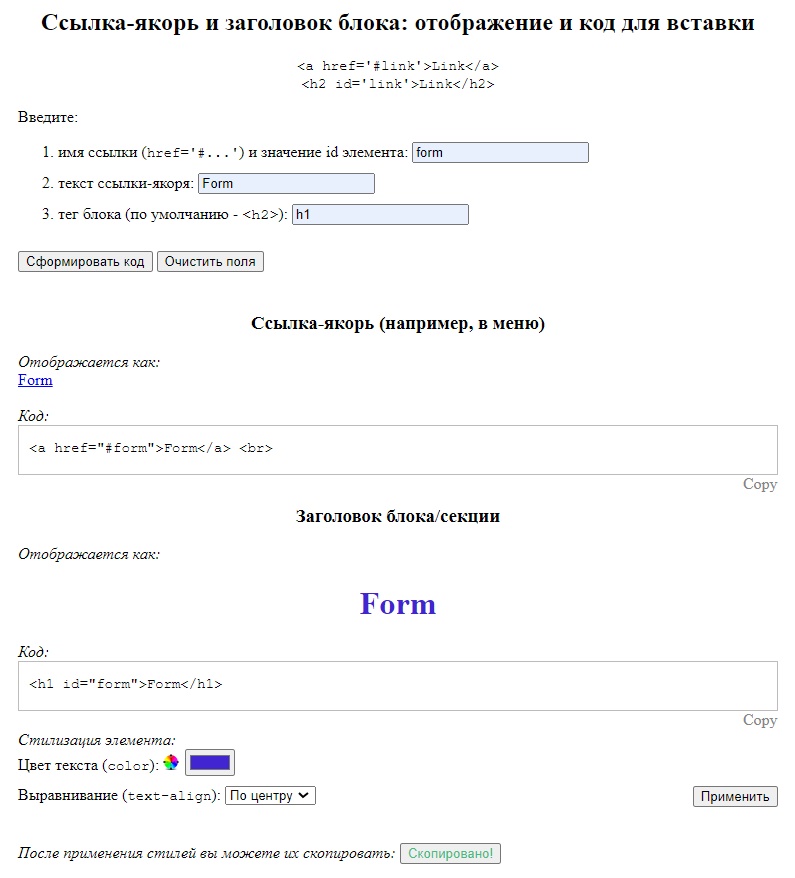 Ссылка-якорь и заголовок блока: отображение и код для вставки
<a href='#link'>Link</a>
<h2 id='link'>Link</h2>
Введите:
1. имя ссылки (href='#...') и значение id элемента: form
2. текст ссылки-якоря: Form
3. тег блока (по умолчанию - <h2>): h1
Сформировать код Очистить поля
Ссылка-якорь (например, в меню)
Отображается как:
Form
Код:
<a href="#form">Form</a> <br>
Copy
Заголовок блока/секции
Отображается как:
Form
Код:
<h1 id="form">Form</h1>
Copy
Стилизация элемента:
Цвет текста (color):
Выравнивание (text-align): По центру Применить
После применения стилей вы можете их скопировать: Скопировано!